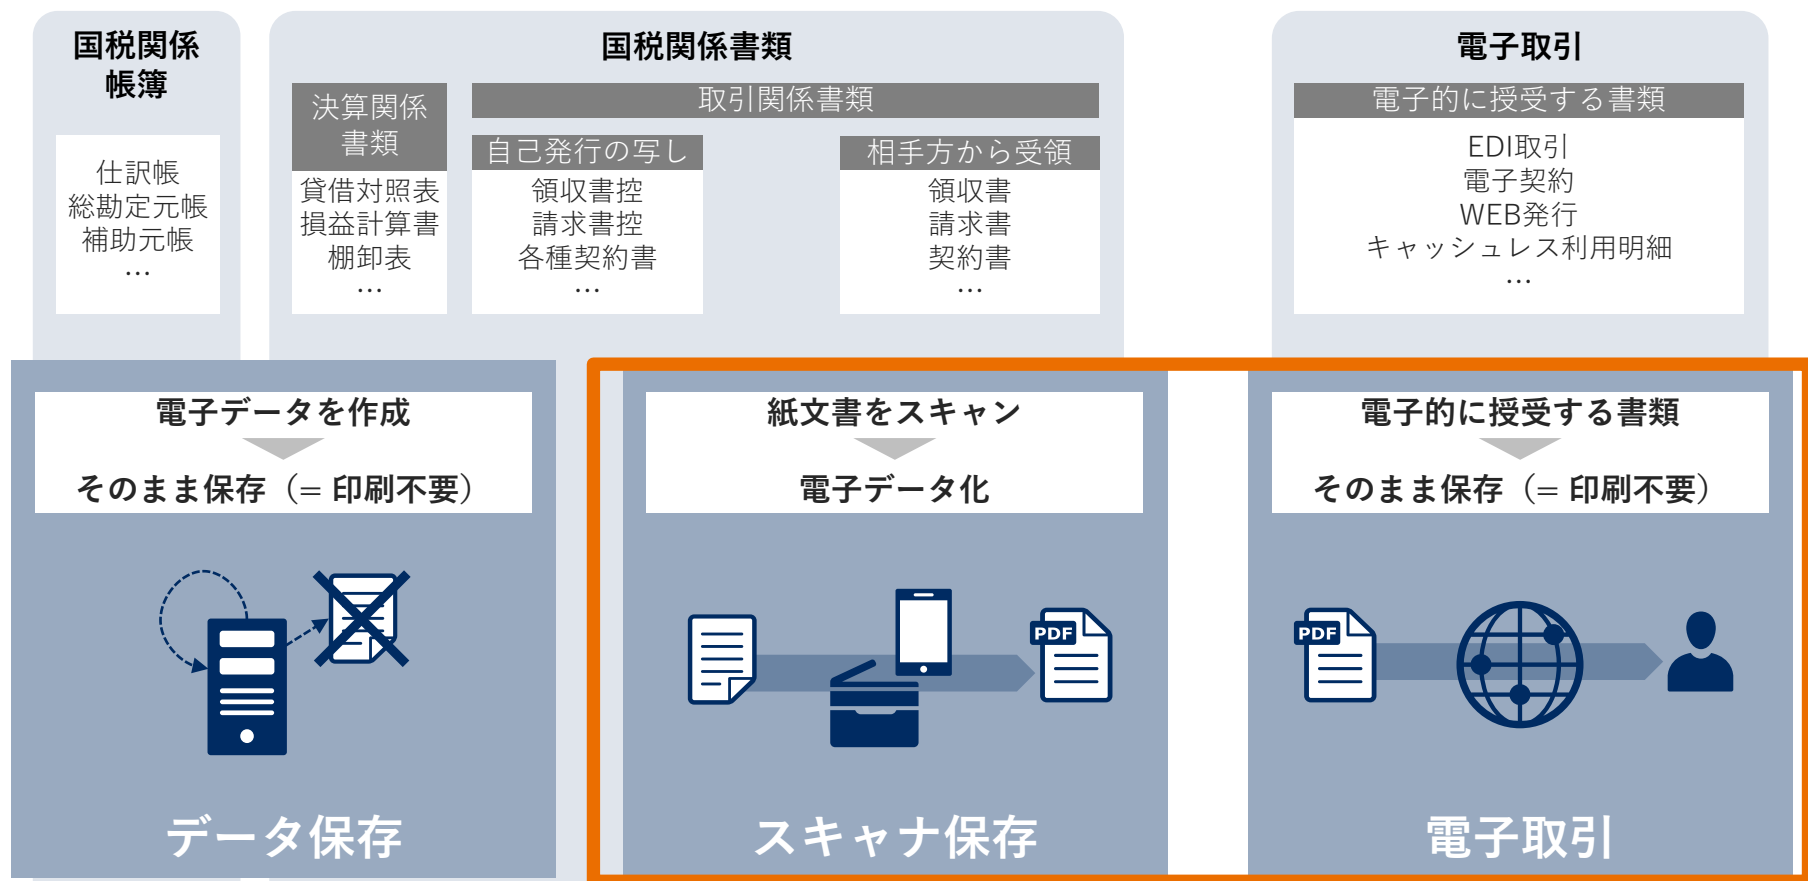 国税関係
帳簿
仕訳帳
総勘定元帳
補助元帳
…
国税関係書類
決算関係
書類
貸借対照表
損益計算書
棚卸表
…
取引関係書類
自己発行の写し
領収書控
請求書控
各種契約書
…
相手方から受領
領収書
請求書
契約書
…
電子取引
電子的に授受する書類
EDI取引
電子契約
WEB発行
キャッシュレス利用明細
…
電子データを作成
そのまま保存（= 印刷不要）
データ保存
紙文書をスキャン
電子データ化
PDF
スキャナ保存
電子的に授受する書類
そのまま保存（= 印刷不要）
PDF
電子取引